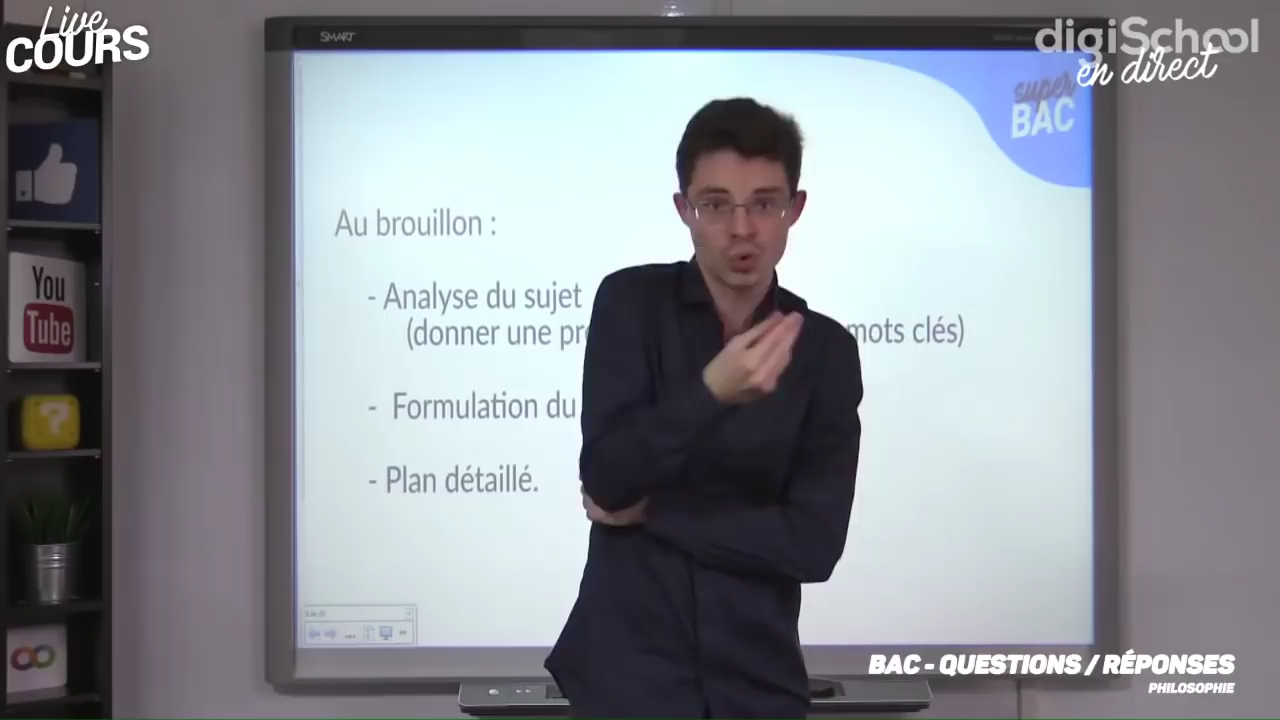 Live
COURS
SMART
digiSchool
en direct
super
BAC
Au brouillon :
- Analyse du sujet
(donner une mots clés)
- Formulation du
- Plan détaillé.
You
Tube
?
BAC - QUESTIONS / RÉPONSES
PHILOSOPHIE